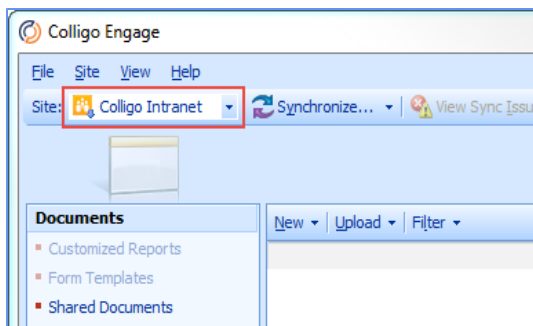 Colligo Engage
File Site View Help
Site: Colligo Intranet Synchronize... View Sync Issu
Documents
New Upload Filter
Customized Reports
Form Templates
Shared Documents